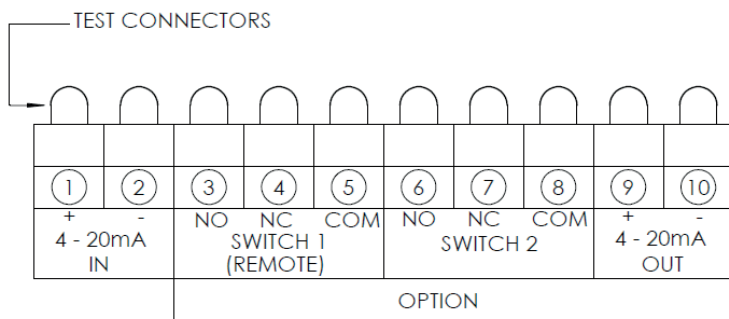 TEST CONNECTORS
1 2 3 4 5 6 7 8 9 10
+ - NO NC COM NO NC COM + -
4 - 20mA SWITCH 1 SWITCH 2 4 - 20mA
IN (REMOTE) OUT
OPTION